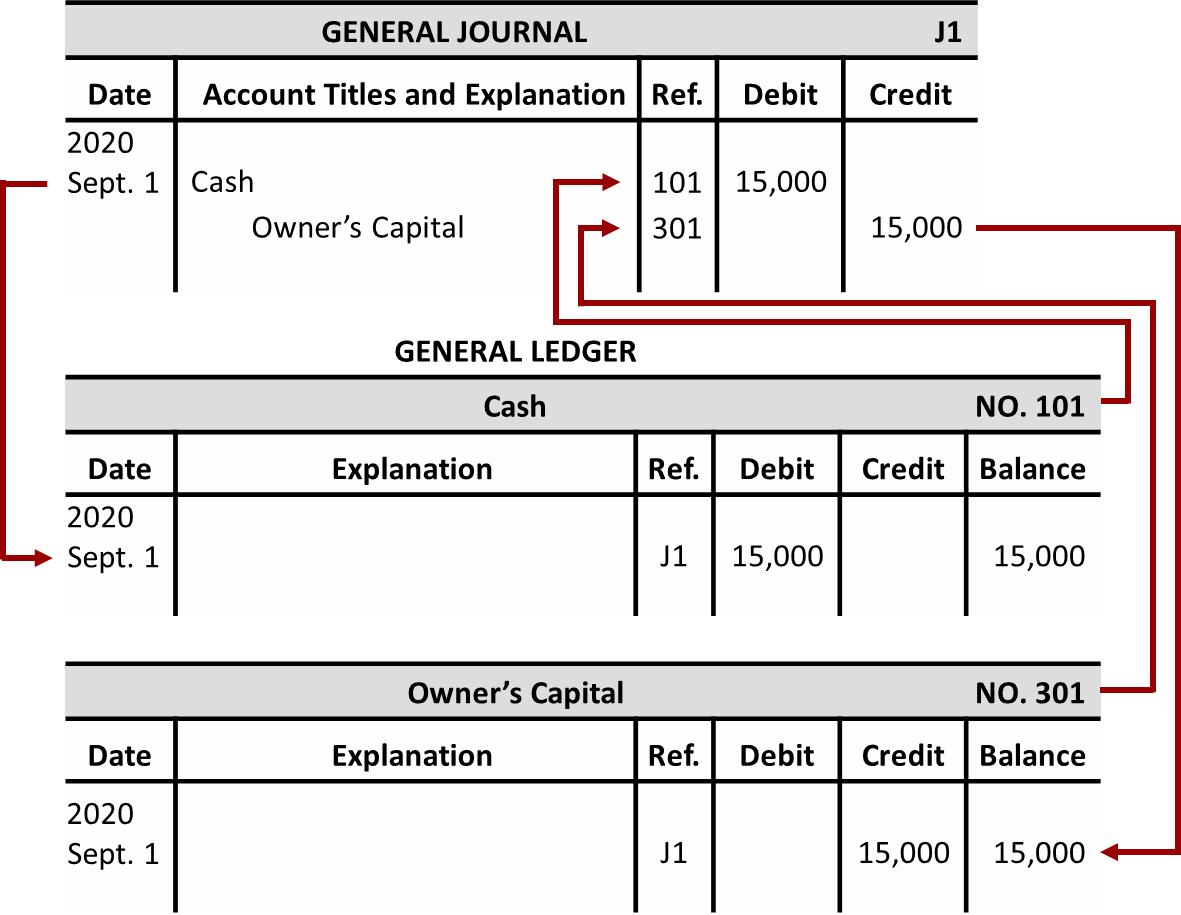 GENERAL JOURNAL J1
Date Account Titles and Explanation Ref. Debit Credit
2020
Sept. 1 Cash 101 15,000
Owner’s Capital 301 15,000
GENERAL LEDGER
Cash NO. 101
Date Explanation Ref. Debit Credit Balance
2020
Sept. 1 J1 15,000 15,000
Owner’s Capital NO. 301
Date Explanation Ref. Debit Credit Balance
2020
Sept. 1 J1 15,000 15,000